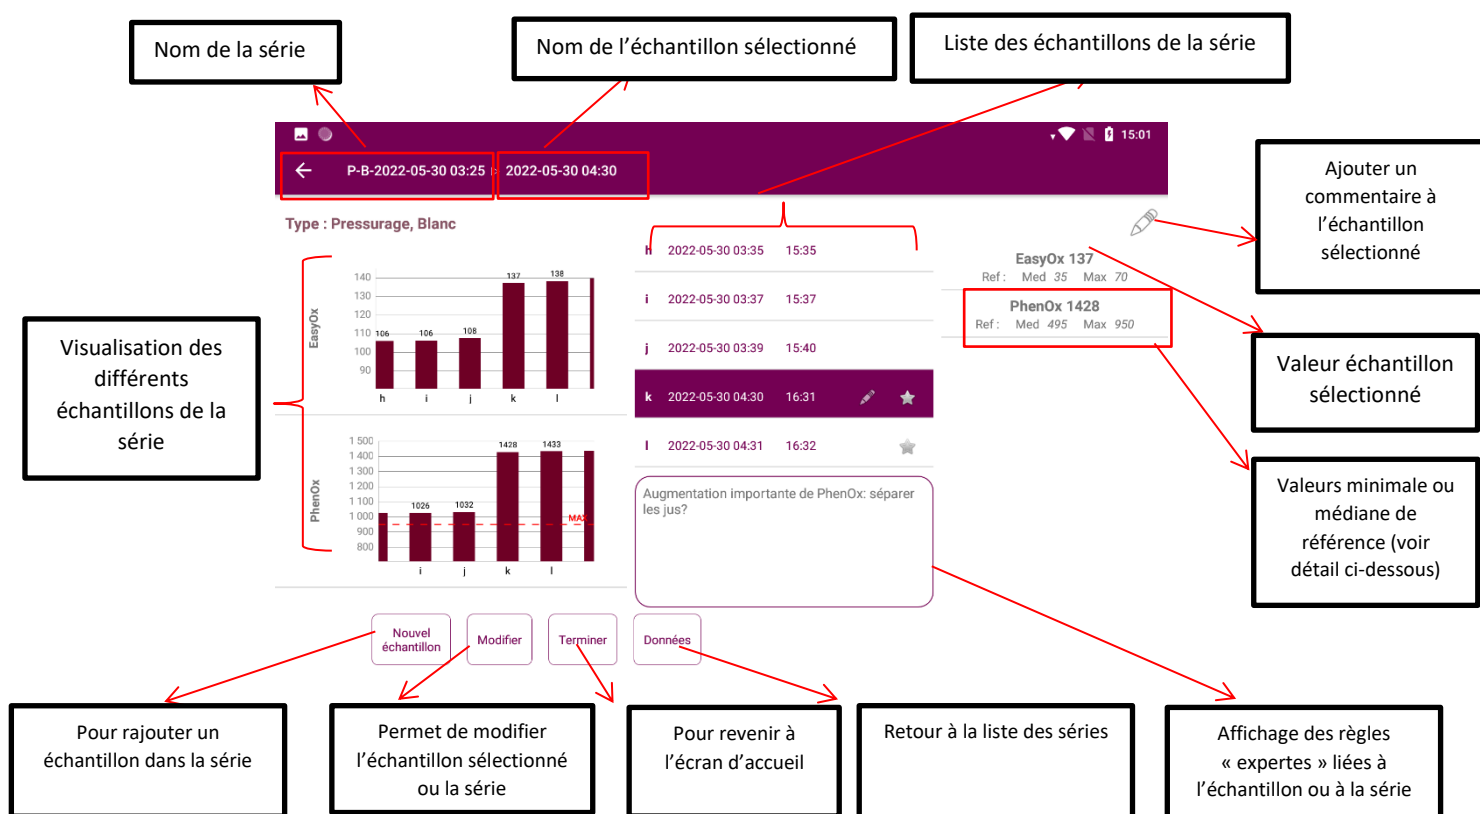 Nom de la série
Nom de l’échantillon sélectionné
Liste des échantillons de la série
15:01
P-B-2022-05-30 03:25
2022-05-30 04:30
Ajouter un
commentaire à
l’échantillon
sélectionné
Type : Pressurage, Blanc
Visualisation des
différents
échantillons de la
série
EasyOx
140
130
120
110
100
90
106
106
108
137
138
h
i
j
k
l
PhenOx
1 500
1 400
1 300
1 200
1 100
1 000
900
800
1026
1032
1428
1433
MAX
i
j
k
l
h 2022-05-30 03:35 15:35
i 2022-05-30 03:37 15:37
j 2022-05-30 03:39 15:40
k 2022-05-30 04:30 16:31
l 2022-05-30 04:31 16:32
Augmentation importante de PhenOx: séparer
les jus?
EasyOx 137
Ref : Med 35 Max 70
PhenOx 1428
Ref : Med 495 Max 950
Valeur échantillon
sélectionné
Valeurs minimale ou
médiane de
référence (voir
détail ci-dessous)
Nouvel
échantillon
Modifier
Terminer
Données
Pour rajouter un
échantillon dans la série
Permet de modifier
l’échantillon sélectionné
ou la série
Pour revenir à
l’écran d’accueil
Retour à la liste des séries
Affichage des règles
« expertes » liées à
l’échantillon ou à la série